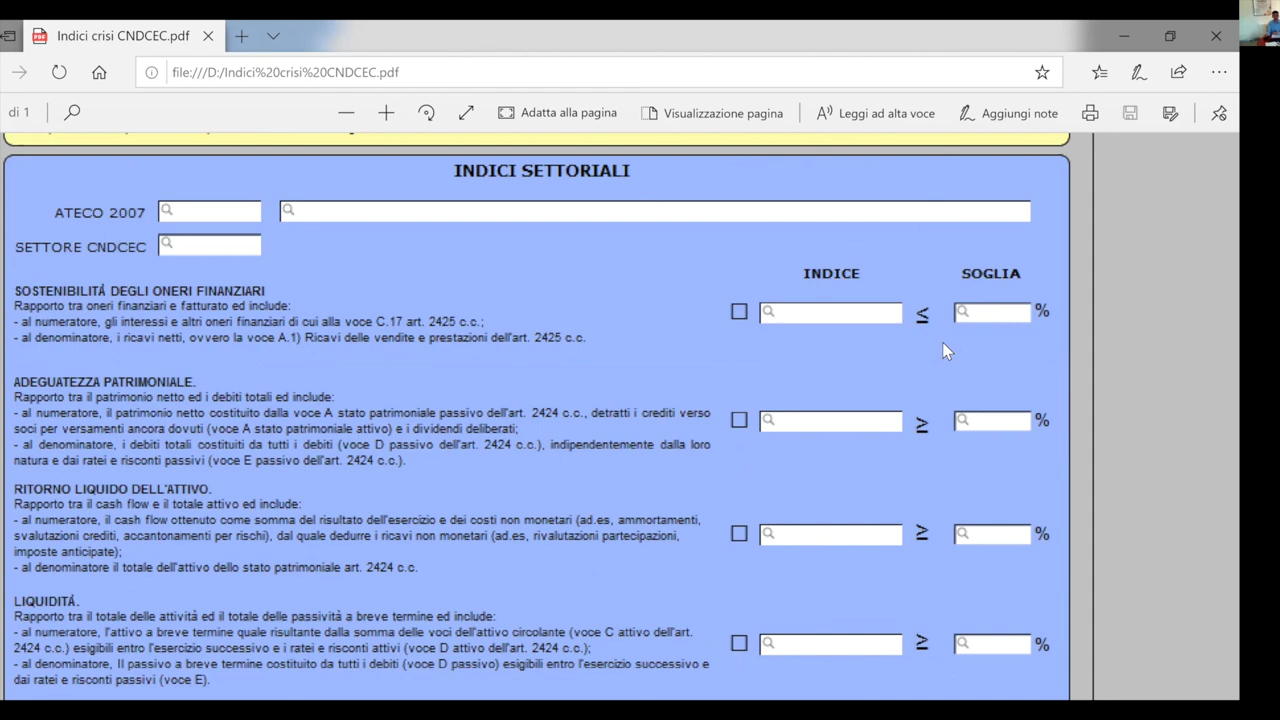 Indici crisi CNDCEC.pdf
file:///D:/Indici%20crisi%20CNDCEC.pdf
di 1
Adatta alla pagina
Visualizzazione pagina
Leggi ad alta voce
Aggiungi note
INDICI SETTORIALI
ATECO 2007
SETTORE CNDCEC
INDICE SOGLIA
SOSTENIBILITÁ DEGLI ONERI FINANZIARI
Rapporto tra oneri finanziari e fatturato ed include:
- al numeratore, gli interessi e altri oneri finanziari di cui alla voce C.17 art. 2425 c.c.;
- al denominatore, i ricavi netti, ovvero la voce A.1) Ricavi delle vendite e prestazioni dell'art. 2425 c.c.
≤ %
ADEGUATEZZA PATRIMONIALE.
Rapporto tra il patrimonio netto ed i debiti totali ed include:
- al numeratore, il patrimonio netto costituito dalla voce A stato patrimoniale passivo dell'art. 2424 c.c., detratti i crediti verso
soci per versamenti ancora dovuti (voce A stato patrimoniale attivo) e i dividendi deliberati;
- al denominatore, i debiti totali costituiti da tutti i debiti (voce D passivo dell'art. 2424 c.c.), indipendentemente dalla loro
natura e dai ratei e risconti passivi (voce E passivo dell'art. 2424 c.c.).
≥ %
RITORNO LIQUIDO DELL'ATTIVO.
Rapporto tra il cash flow e il totale attivo ed include:
- al numeratore, il cash flow ottenuto come somma del risultato dell'esercizio e dei costi non monetari (ad.es, ammortamenti,
svalutazioni crediti, accantonamenti per rischi), dal quale dedurre i ricavi non monetari (ad.es, rivalutazioni partecipazioni,
imposte anticipate);
- al denominatore il totale dell'attivo dello stato patrimoniale art. 2424 c.c.
≥ %
LIQUIDITÁ.
Rapporto tra il totale delle attività ed il totale delle passività a breve termine ed include:
- al numeratore, l'attivo a breve termine quale risultante dalla somma delle voci dell'attivo circolante (voce C attivo dell'art.
2424 c.c.) esigibili entro l'esercizio successivo e i ratei e risconti attivi (voce D attivo dell'art. 2424 c.c.);
- al denominatore, Il passivo a breve termine costituito da tutti i debiti (voce D passivo) esigibili entro l'esercizio successivo e
dai ratei e risconti passivi (voce E).
≥ %